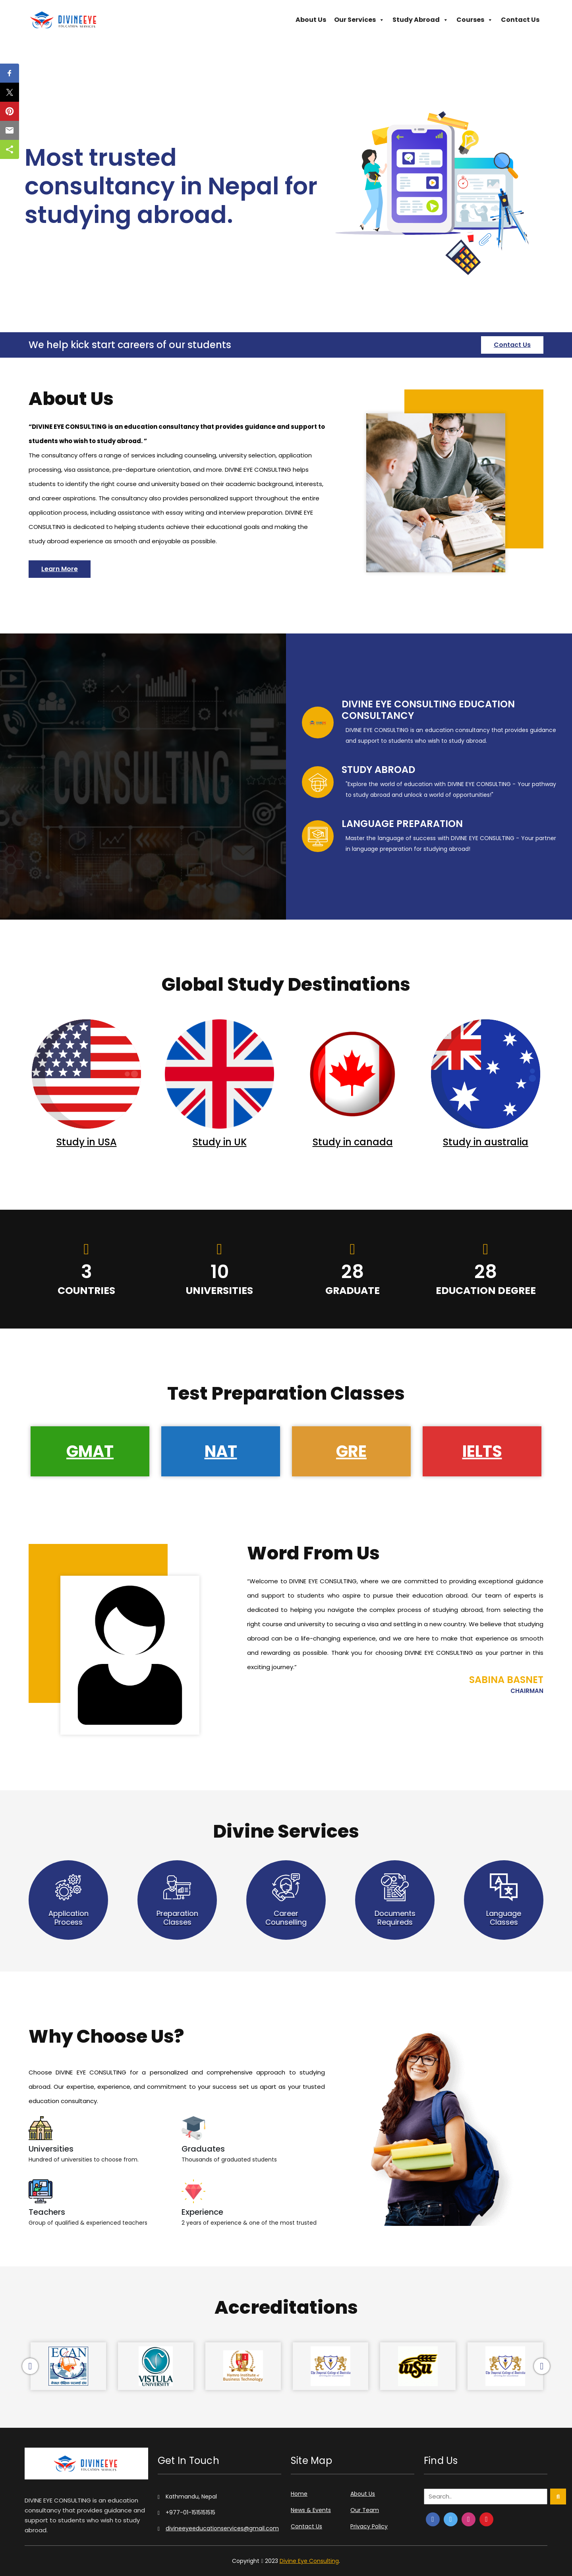 DIVINEEYE
EDUCATION SERVICES
About Us
Our Services
Study Abroad
Courses
Contact Us
Most trusted
consultancy in Nepal for
studying abroad.
We help kick start careers of our students
Contact Us
About Us
“DIVINE EYE CONSULTING is an education consultancy that provides guidance and support to
students who wish to study abroad. ”
The consultancy offers a range of services including counseling, university selection, application
processing, visa assistance, pre-departure orientation, and more. DIVINE EYE CONSULTING helps
students to identify the right course and university based on their academic background, interests,
and career aspirations. The consultancy also provides personalized support throughout the entire
application process, including assistance with essay writing and interview preparation. DIVINE EYE
CONSULTING is dedicated to helping students achieve their educational goals and making the
study abroad experience as smooth and enjoyable as possible.
Learn More
CONSULTING
DIVINE EYE CONSULTING EDUCATION
CONSULTANCY
DIVINE EYE CONSULTING is an education consultancy that provides guidance
and support to students who wish to study abroad.
STUDY ABROAD
"Explore the world of education with DIVINE EYE CONSULTING - Your pathway
to study abroad and unlock a world of opportunities!"
LANGUAGE PREPARATION
Master the language of success with DIVINE EYE CONSULTING - Your partner
in language preparation for studying abroad!
Global Study Destinations
Study in USA
Study in UK
Study in canada
Study in australia
3
COUNTRIES
10
UNIVERSITIES
28
GRADUATE
28
EDUCATION DEGREE
Test Preparation Classes
GMAT
NAT
GRE
IELTS
Word From Us
“Welcome to DIVINE EYE CONSULTING, where we are committed to providing exceptional guidance
and support to students who aspire to pursue their education abroad. Our team of experts is
dedicated to helping you navigate the complex process of studying abroad, from selecting the
right course and university to securing a visa and settling in a new country. We believe that studying
abroad can be a life-changing experience, and we are here to make that experience as smooth
and rewarding as possible. Thank you for choosing DIVINE EYE CONSULTING as your partner in this
exciting journey.”
SABINA BASNET
CHAIRMAN
Divine Services
Application
Process
Preparation
Classes
Career
Counselling
Documents
Requireds
Language
Classes
Why Choose Us?
Choose DIVINE EYE CONSULTING for a personalized and comprehensive approach to studying
abroad. Our expertise, experience, and commitment to your success set us apart as your trusted
education consultancy.
Universities
Hundred of universities to choose from.
Graduates
Thousands of graduated students
Teachers
Group of qualified & experienced teachers
Experience
2 years of experience & one of the most trusted
Accreditations
ECAN
VISTULA
UNIVERSITY
Business Technology
The Imperial College of Australia
WSU
The Imperial College of Australia
DIVINEEYE
EDUCATION SERVICES
DIVINE EYE CONSULTING is an education
consultancy that provides guidance and
support to students who wish to study
abroad.
Get In Touch
Kathmandu, Nepal
+977-01-1515151515
divineeyeeducationservices@gmail.com
Site Map
Home
About Us
News & Events
Our Team
Contact Us
Privacy Policy
Find Us
Search..
Copyright 2023 Divine Eye Consulting.